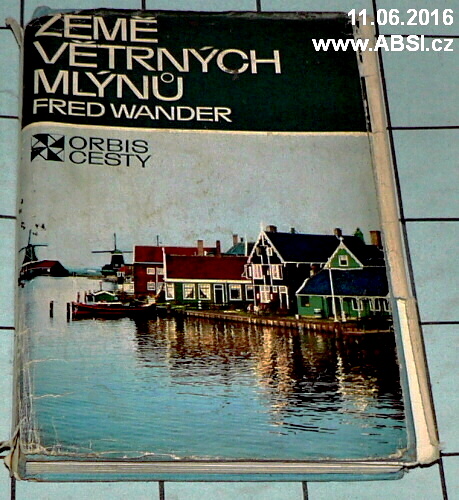 11.06.2016
www.ABSI.cz
ZEMĚ
VĚTRNÝCH
MLÝNŮ
FRED WANDER
ORBIS
CESTY